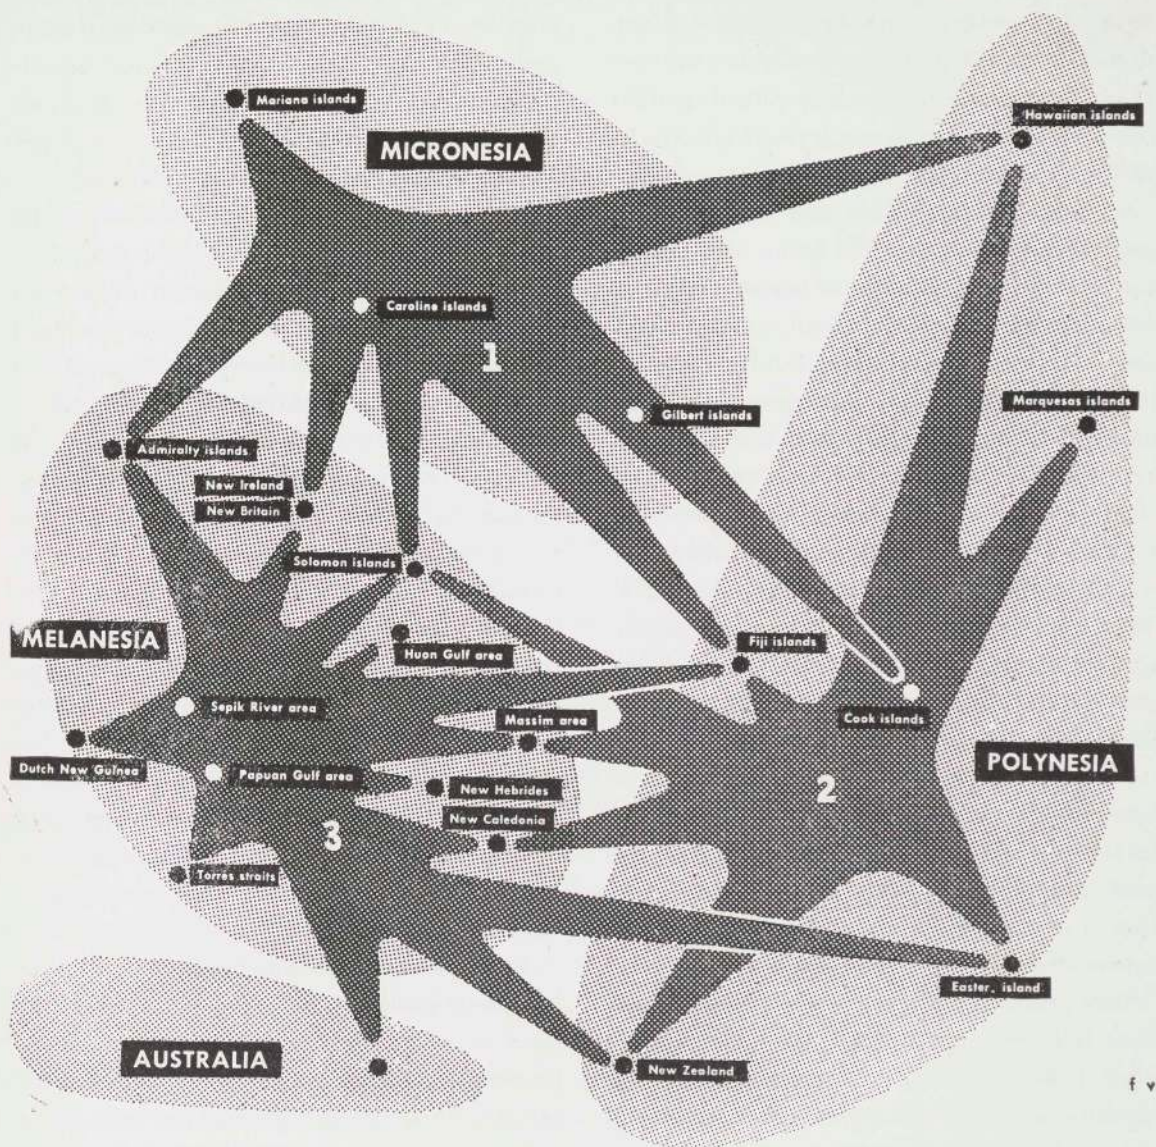 Mariana islands
Hawaiian islands
MICRONESIA
Caroline islands
1
Marquesas islands
Gilbert islands
Admiralty islands
New Ireland
New Britain
Solomon islands
MELANESIA
Fiji islands
Huon Gulf area
Sepik River area
Massim area
Cook islands
Dutch New Guinea
Papuan Gulf area
POLYNESIA
2
New Hebrides
New Caledonia
3
Torres straits
Easter, island
AUSTRALIA
New Zealand
f v